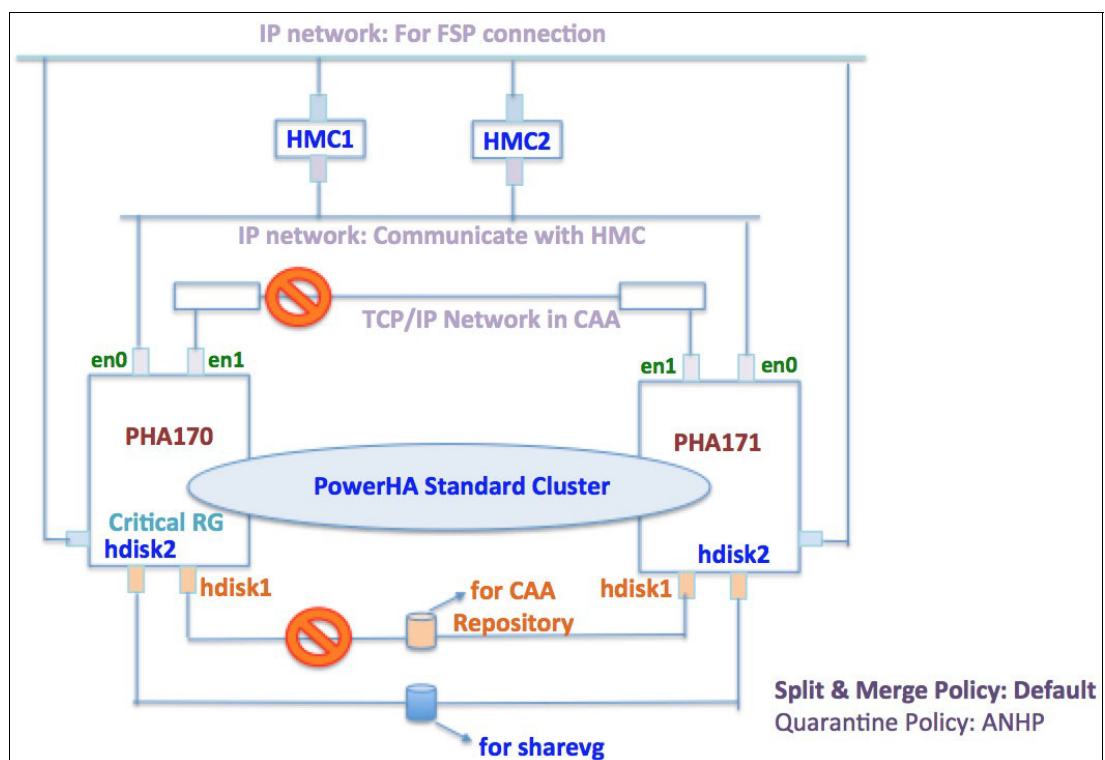 IP network: For FSP connection
HMC1
HMC2
IP network: Communicate with HMC
TCP/IP Network in CAA
en0
en1
en1
en0
PHA170
PHA171
PowerHA Standard Cluster
Critical RG
hdisk2
hdisk2
hdisk1
hdisk1
for CAA
Repository
Split & Merge Policy: Default
Quarantine Policy: ANHP
for sharevg